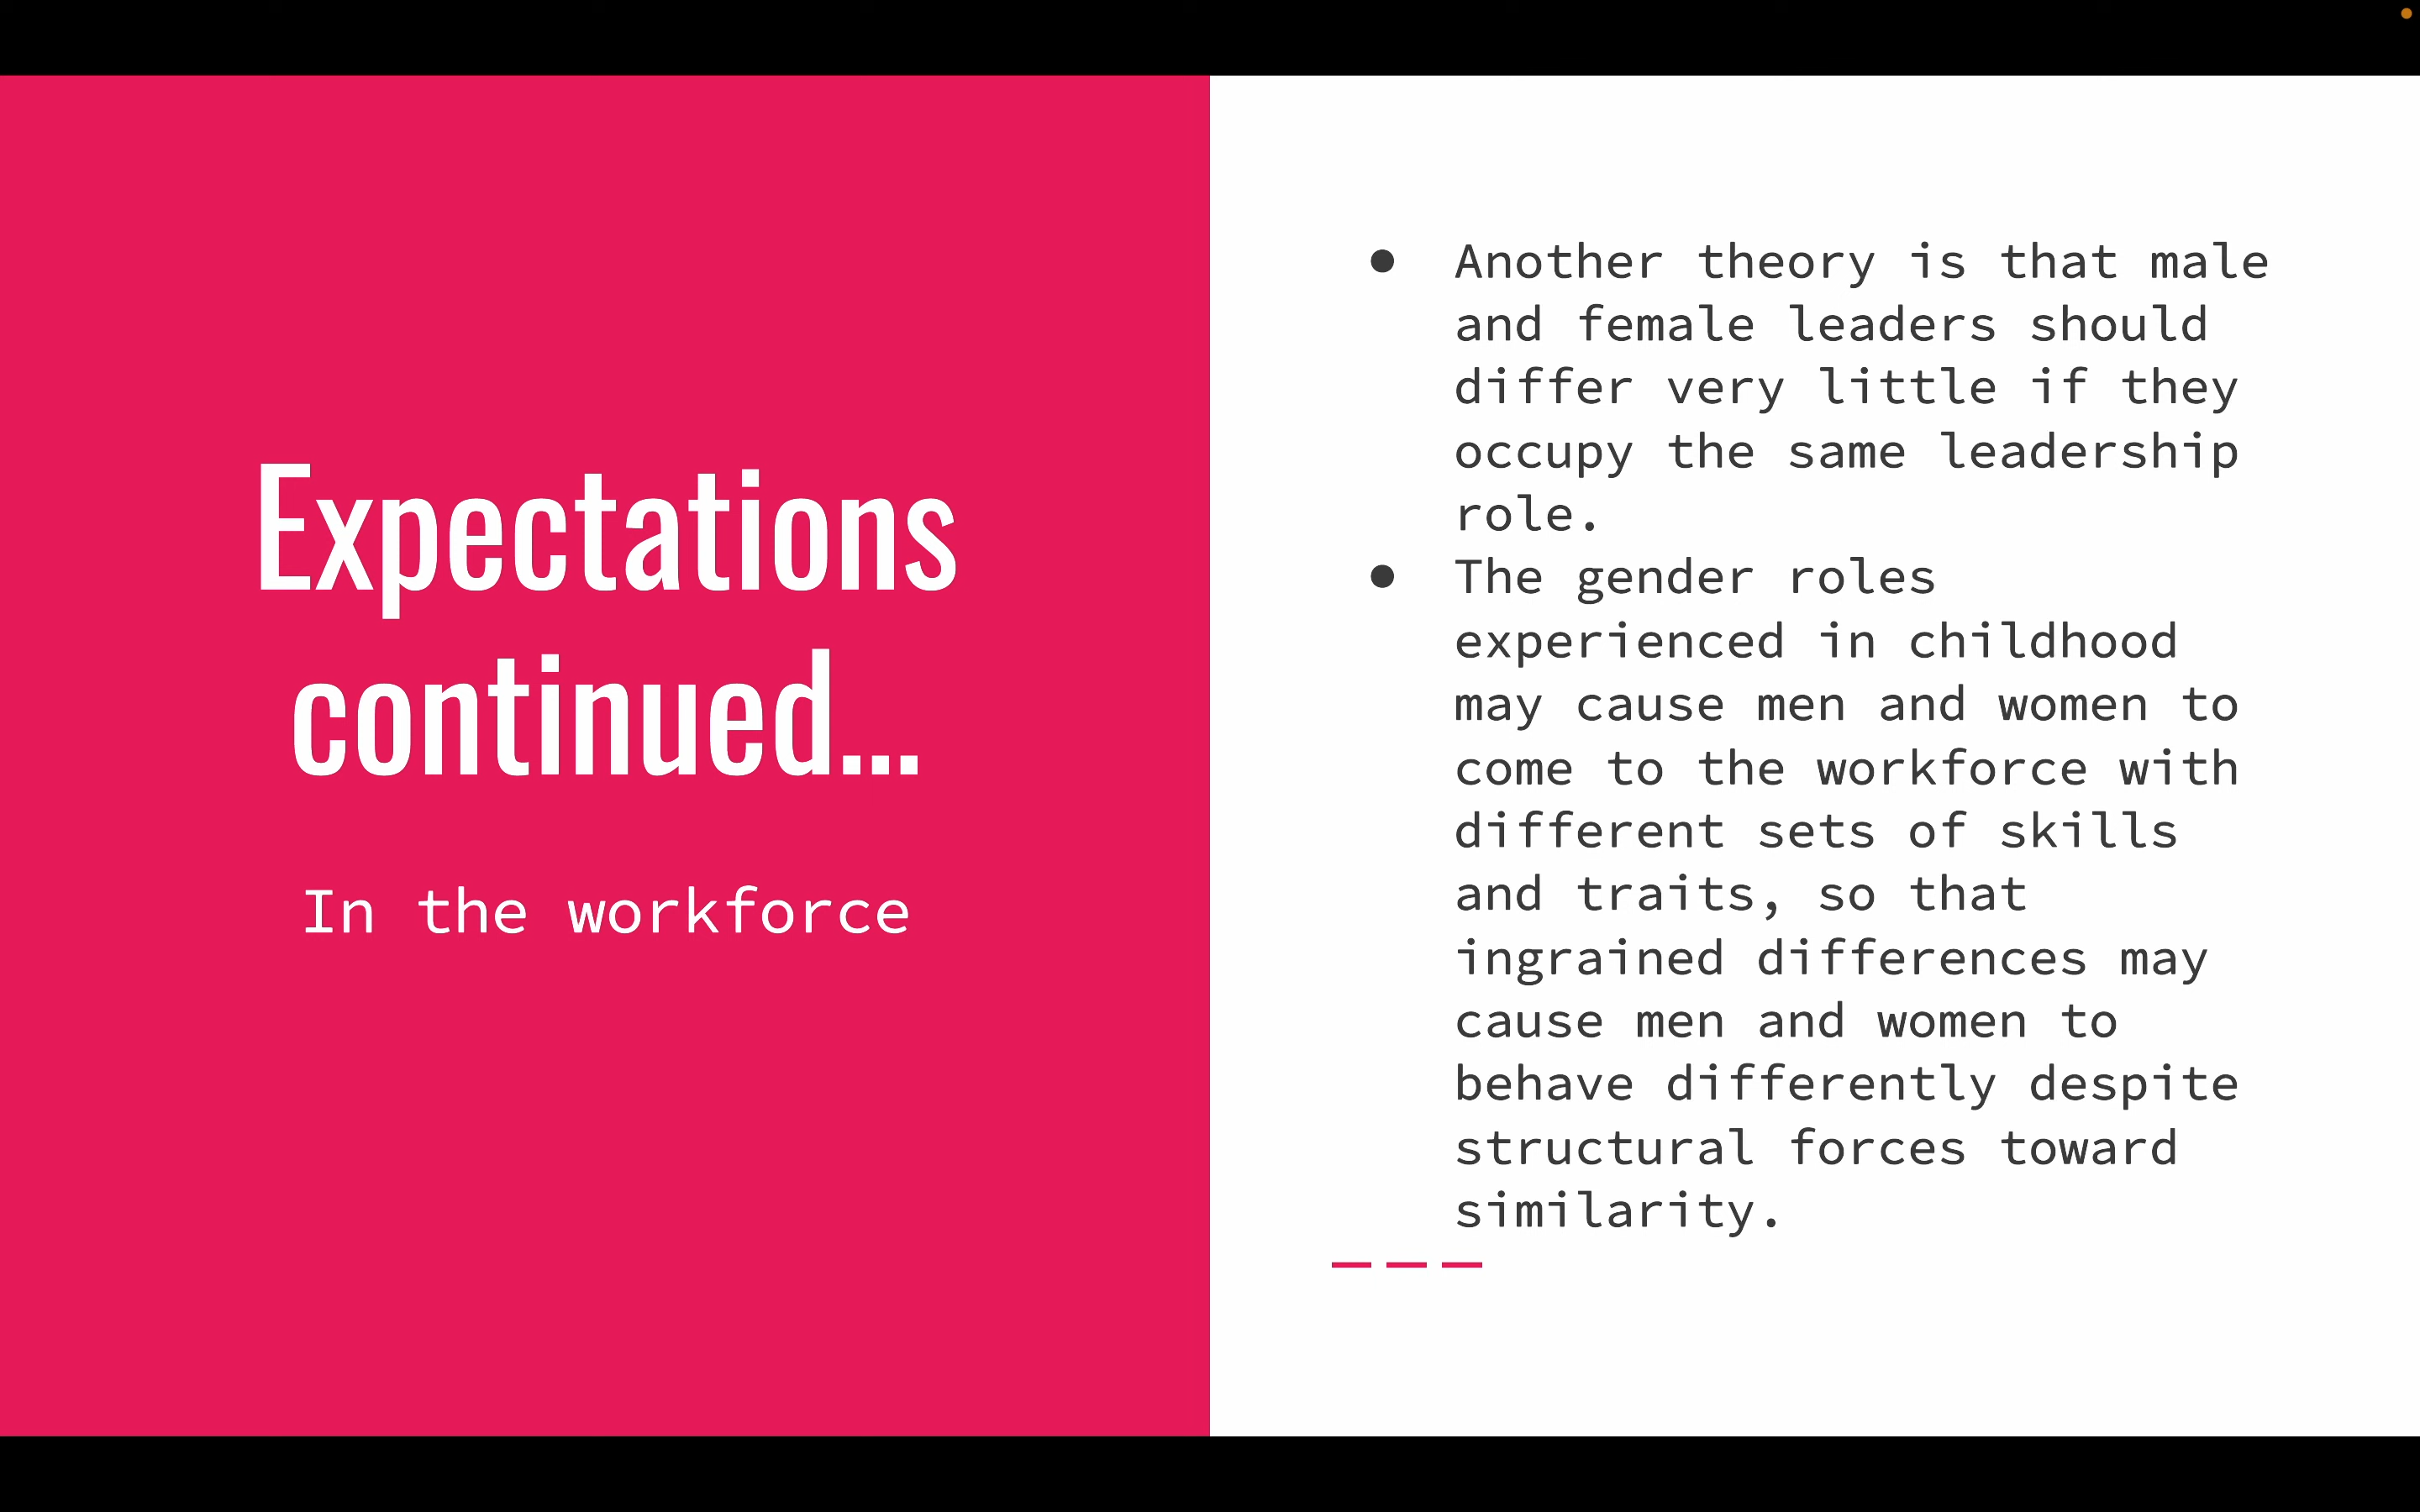 Expectations
continued...
In the workforce
● Another theory is that male
and female leaders should
differ very little if they
occupy the same leadership
role.
● The gender roles
experienced in childhood
may cause men and women to
come to the workforce with
different sets of skills
and traits, so that
ingrained differences may
cause men and women to
behave differently despite
structural forces toward
similarity.